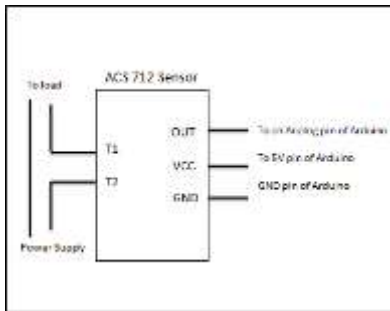 ACS 712 Sensor
To load
OUT
To an Analog pin of Arduino
T1
VCC
To 5V pin of Arduino
T2
GND
GND pin of Arduino
Power Supply